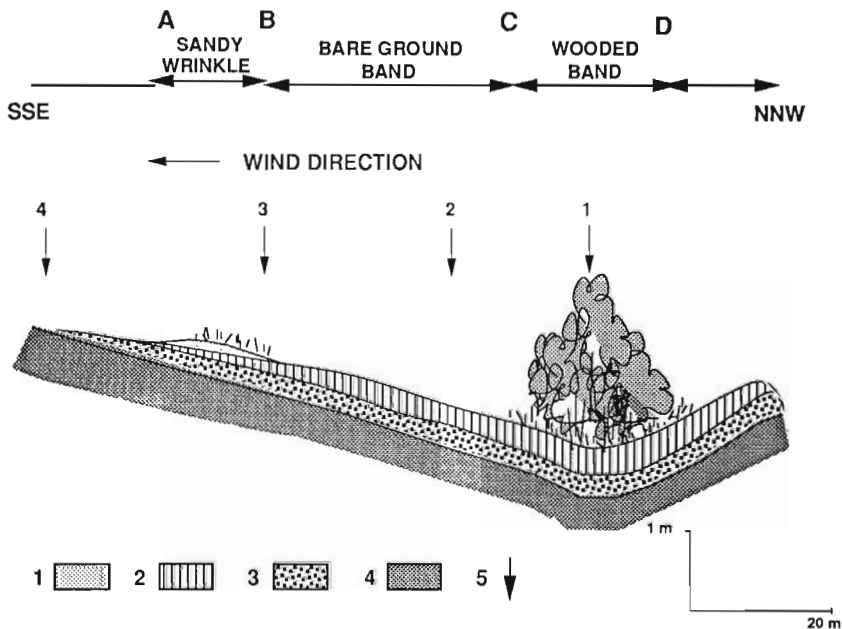 A B C D
SANDY WRINKLE
BARE GROUND BAND
WOODED BAND
SSE
NNW
WIND DIRECTION
4 3 2 1
1 m
1 2 3 4 5
20 m